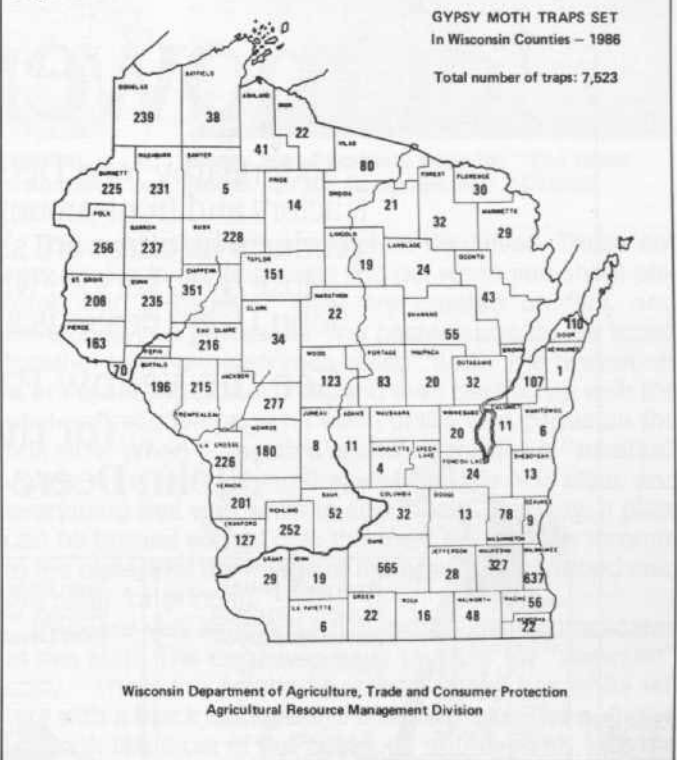 GYPSY MOTH TRAPS SET
In Wisconsin Counties — 1986
Total number of traps: 7,523
DOUGLAS
239
BAYFIELD
38
ASHLAND
41
IRON
22
VILAS
80
BURNETT
225
WASHBURN
231
SAWYER
5
PRICE
14
ONEIDA
21
FOREST
32
FLORENCE
30
MARINETTE
29
POLK
256
BARRON
237
RUSK
228
LINCOLN
19
LANGLADE
24
OCONTO
43
TAYLOR
151
CHIPPEWA
351
ST. CROIX
206
DUNN
235
MARATHON
22
CLARK
34
SHAWANO
55
DOOR
110
PIERCE
163
EAU CLAIRE
216
PEPIN
70
BUFFALO
196
215
TREMPEALEAU
JACKSON
277
WOOD
123
PORTAGE
83
WAUPACA
20
OUTAGAMIE
32
BROWN
107
KEWAUNEE
1
LA CROSSE
226
MONROE
180
JUNEAU
8
ADAMS
11
WAUSHARA
WINNEBAGO
20
CALUMET
11
MANITOWOC
6
MARQUETTE
4
GREEN
LAKE
FOND DU LAC
24
SHEBOYGAN
13
VERNON
201
CRAWFORD
127
RICHLAND
252
SAUK
52
COLUMBIA
32
DODGE
13
78
WASHINGTON
OZAUKEE
9
DANE
565
JEFFERSON
28
WAUKESHA
327
MILWAUKEE
637
GRANT
29
IOWA
19
LA FAYETTE
6
GREEN
22
ROCK
16
WALWORTH
48
RACINE
56
KENOSHA
22
Wisconsin Department of Agriculture, Trade and Consumer Protection
Agricultural Resource Management Division